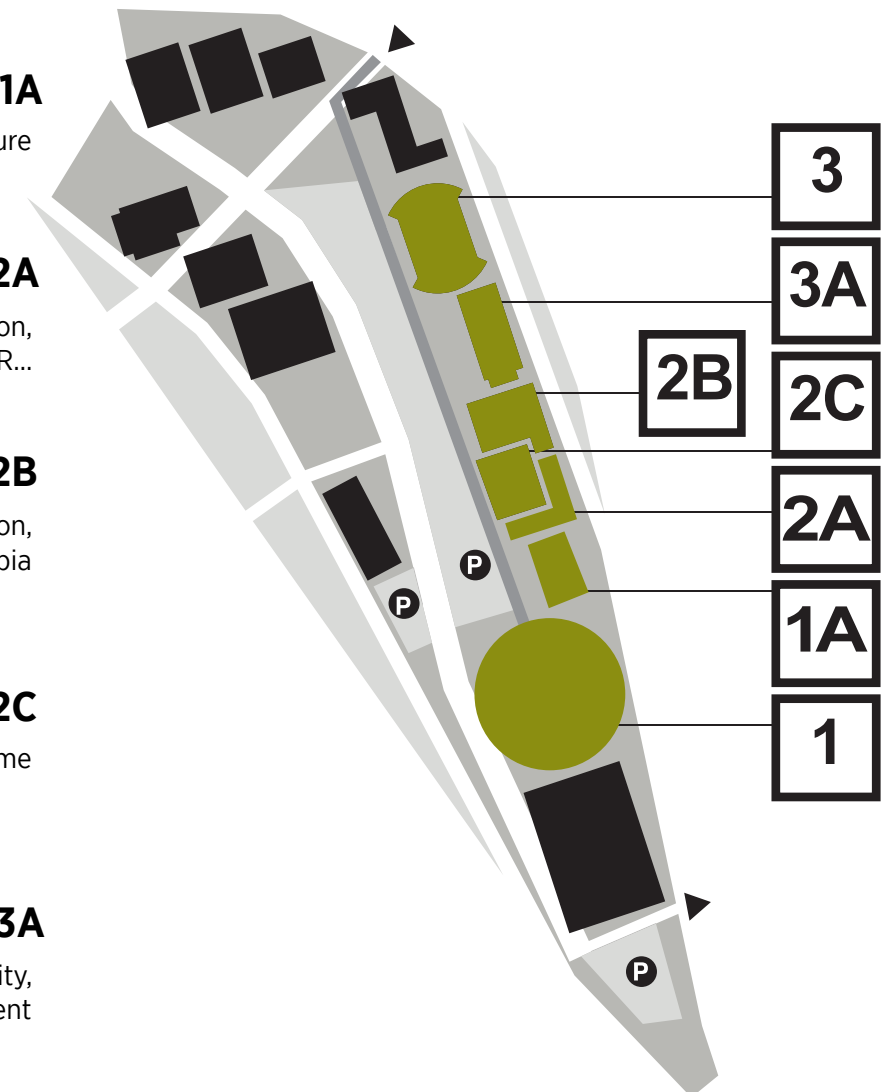 1A
ure
2A
on,
R...
2B
on,
bia
2C
me
3A
ity,
ent
3
3A
2B
2C
2A
1A
1
P
P
P